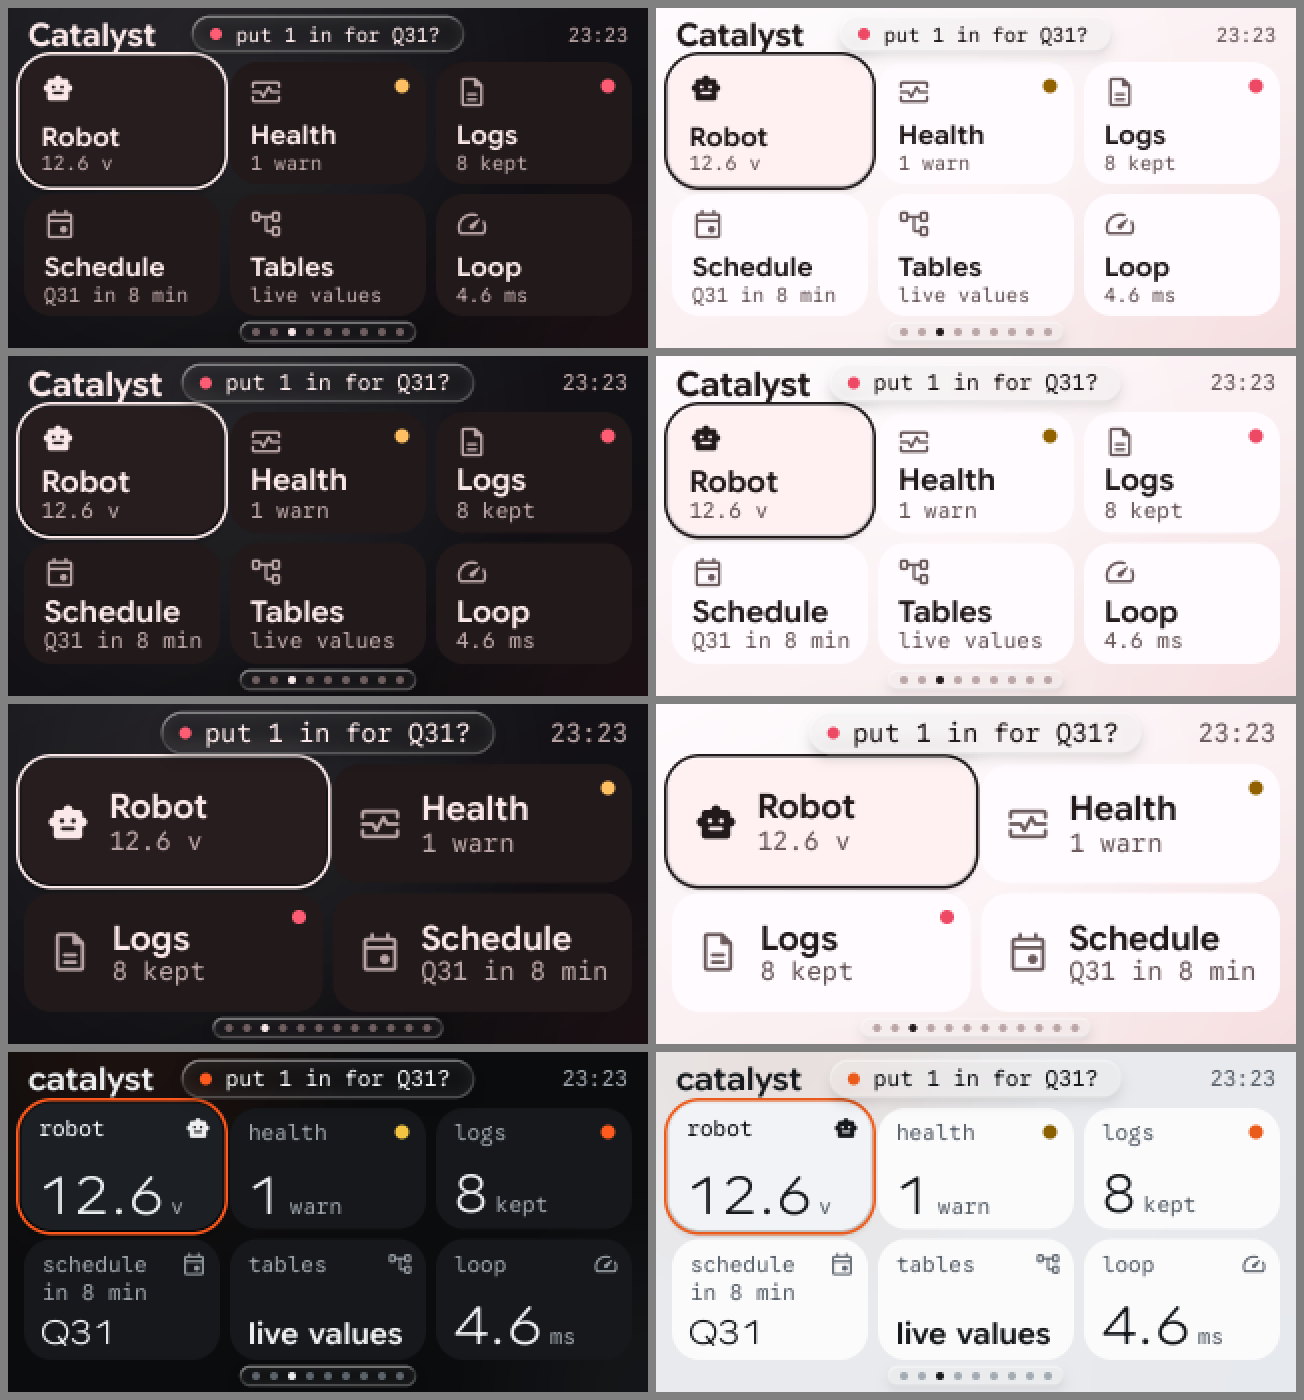 Catalyst
put 1 in for Q31?
23:23
Robot
12.6 v
Health
1 warn
Logs
8 kept
Schedule
Q31 in 8 min
Tables
live values
Loop
4.6 ms
Catalyst
put 1 in for Q31?
23:23
Robot
12.6 v
Health
1 warn
Logs
8 kept
Schedule
Q31 in 8 min
Tables
live values
Loop
4.6 ms
Catalyst
put 1 in for Q31?
23:23
Robot
12.6 v
Health
1 warn
Logs
8 kept
Schedule
Q31 in 8 min
Tables
live values
Loop
4.6 ms
Catalyst
put 1 in for Q31?
23:23
Robot
12.6 v
Health
1 warn
Logs
8 kept
Schedule
Q31 in 8 min
Tables
live values
Loop
4.6 ms
put 1 in for Q31?
23:23
Robot
12.6 v
Health
1 warn
Logs
8 kept
Schedule
Q31 in 8 min
put 1 in for Q31?
23:23
Robot
12.6 v
Health
1 warn
Logs
8 kept
Schedule
Q31 in 8 min
catalyst
put 1 in for Q31?
23:23
robot
12.6 v
health
1 warn
logs
8 kept
schedule
in 8 min
Q31
tables
live values
loop
4.6 ms
catalyst
put 1 in for Q31?
23:23
robot
12.6 v
health
1 warn
logs
8 kept
schedule
in 8 min
Q31
tables
live values
loop
4.6 ms